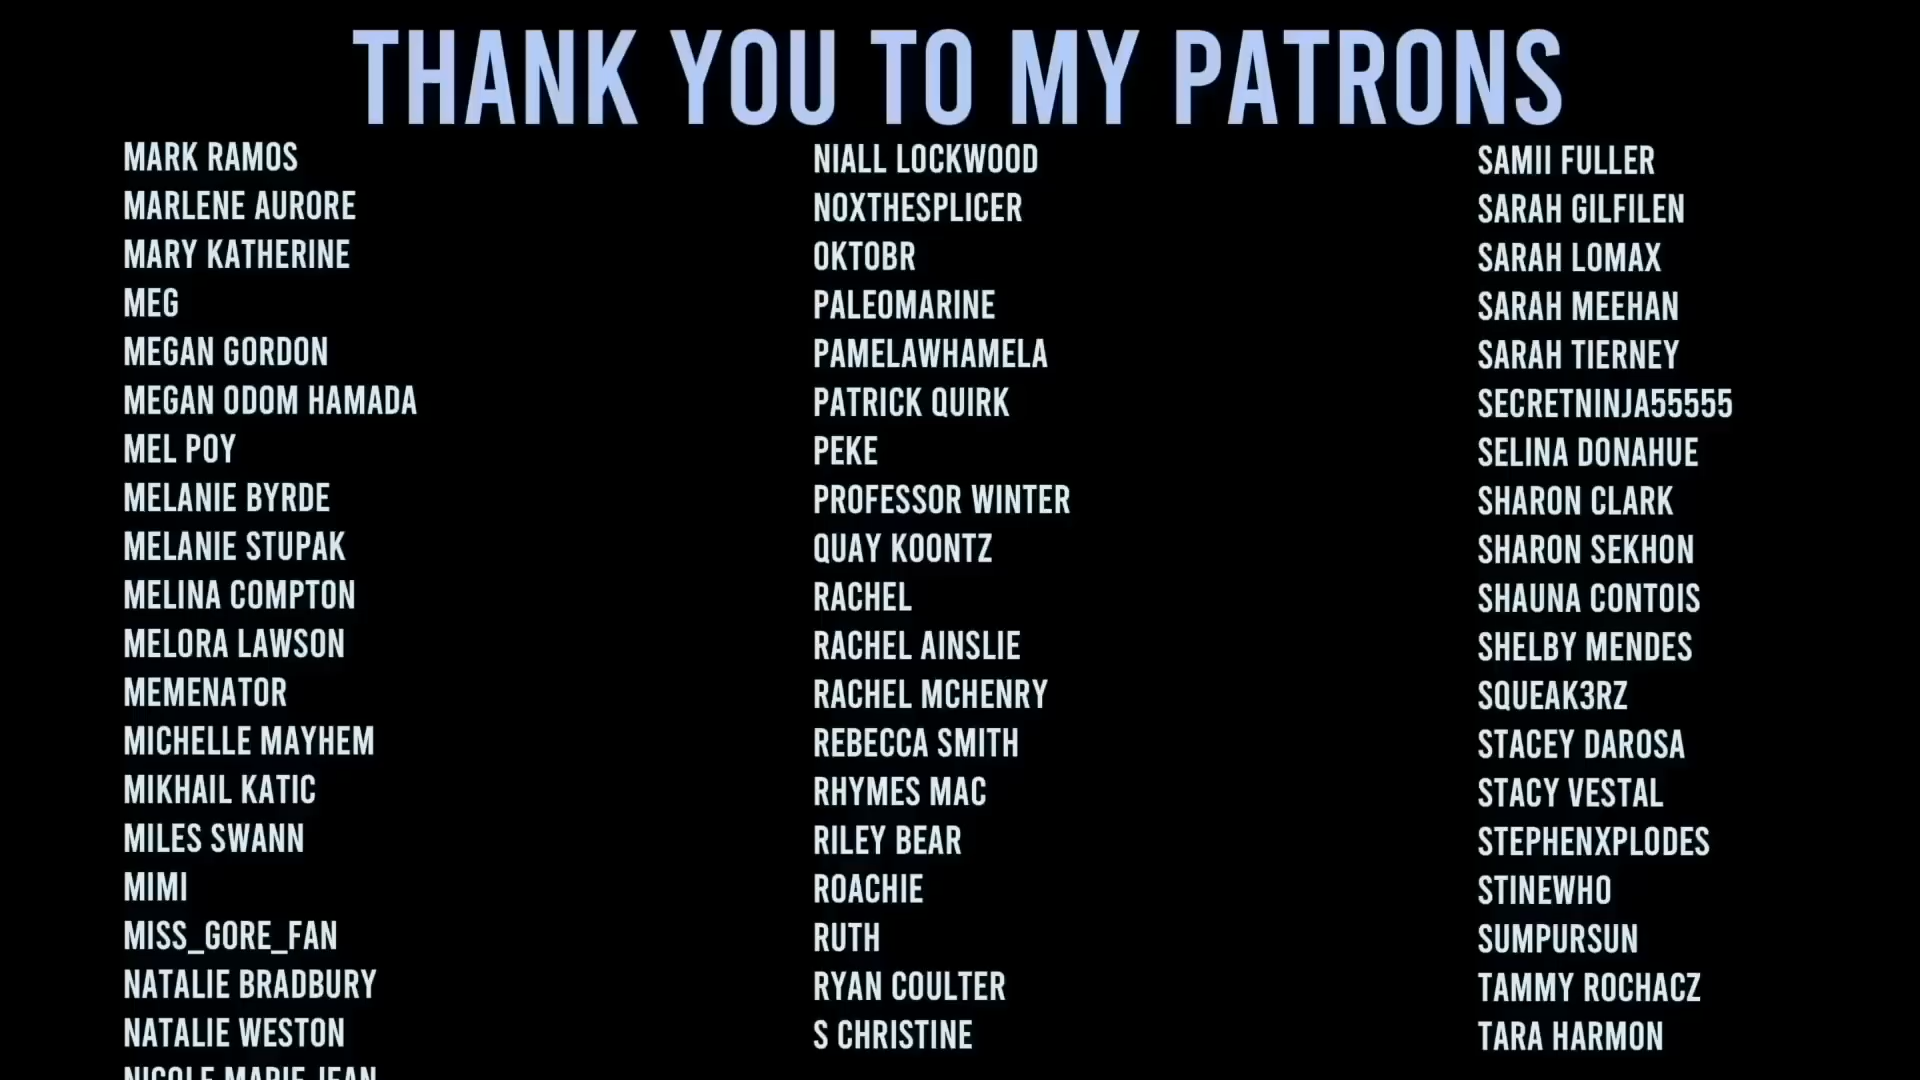 THANK YOU TO MY PATRONS
MARK RAMOS
MARLENE AURORE
MARY KATHERINE
MEG
MEGAN GORDON
MEGAN ODOM HAMADA
MEL POY
MELANIE BYRDE
MELANIE STUPAK
MELINA COMPTON
MELORA LAWSON
MEMENATOR
MICHELLE MAYHEM
MIKHAIL KATIC
MILES SWANN
MIMI
MISS_GORE_FAN
NATALIE BRADBURY
NATALIE WESTON
NICOLE MARIE JEAN
NIALL LOCKWOOD
NOXTHESPLICER
OKTOBR
PALEOMARINE
PAMELAWHAMELA
PATRICK QUIRK
PEKE
PROFESSOR WINTER
QUAY KOONTZ
RACHEL
RACHEL AINSLIE
RACHEL MCHENRY
REBECCA SMITH
RHYMES MAC
RILEY BEAR
ROACHIE
RUTH
RYAN COULTER
S CHRISTINE
SAMII FULLER
SARAH GILFILEN
SARAH LOMAX
SARAH MEEHAN
SARAH TIERNEY
SECRETNINJA55555
SELINA DONAHUE
SHARON CLARK
SHARON SEKHON
SHAUNA CONTOIS
SHELBY MENDES
SQUEAK3RZ
STACEY DAROSA
STACY VESTAL
STEPHENXPLODES
STINEWHO
SUMPURSUN
TAMMY ROCHACZ
TARA HARMON